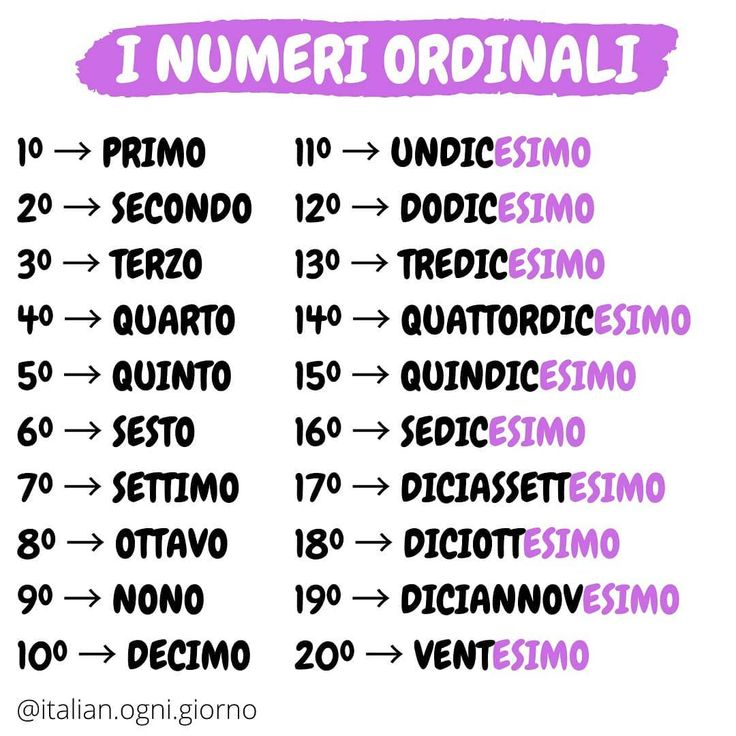 I NUMERI ORDINALI
1º → PRIMO
2º → SECONDO
3º → TERZO
4º → QUARTO
5º → QUINTO
6º → SESTO
7º → SETTIMO
8º → OTTAVO
9º → NONO
10º → DECIMO
11º → UNDICESIMO
12º → DODICESIMO
13º → TREDICESIMO
14º → QUATTORDICESIMO
15º → QUINDICESIMO
16º → SEDICESIMO
17º → DICIASSETTESIMO
18º → DICIOTTESIMO
19º → DICIANNOVESIMO
20º → VENTESIMO
@italian.ogni.giorno